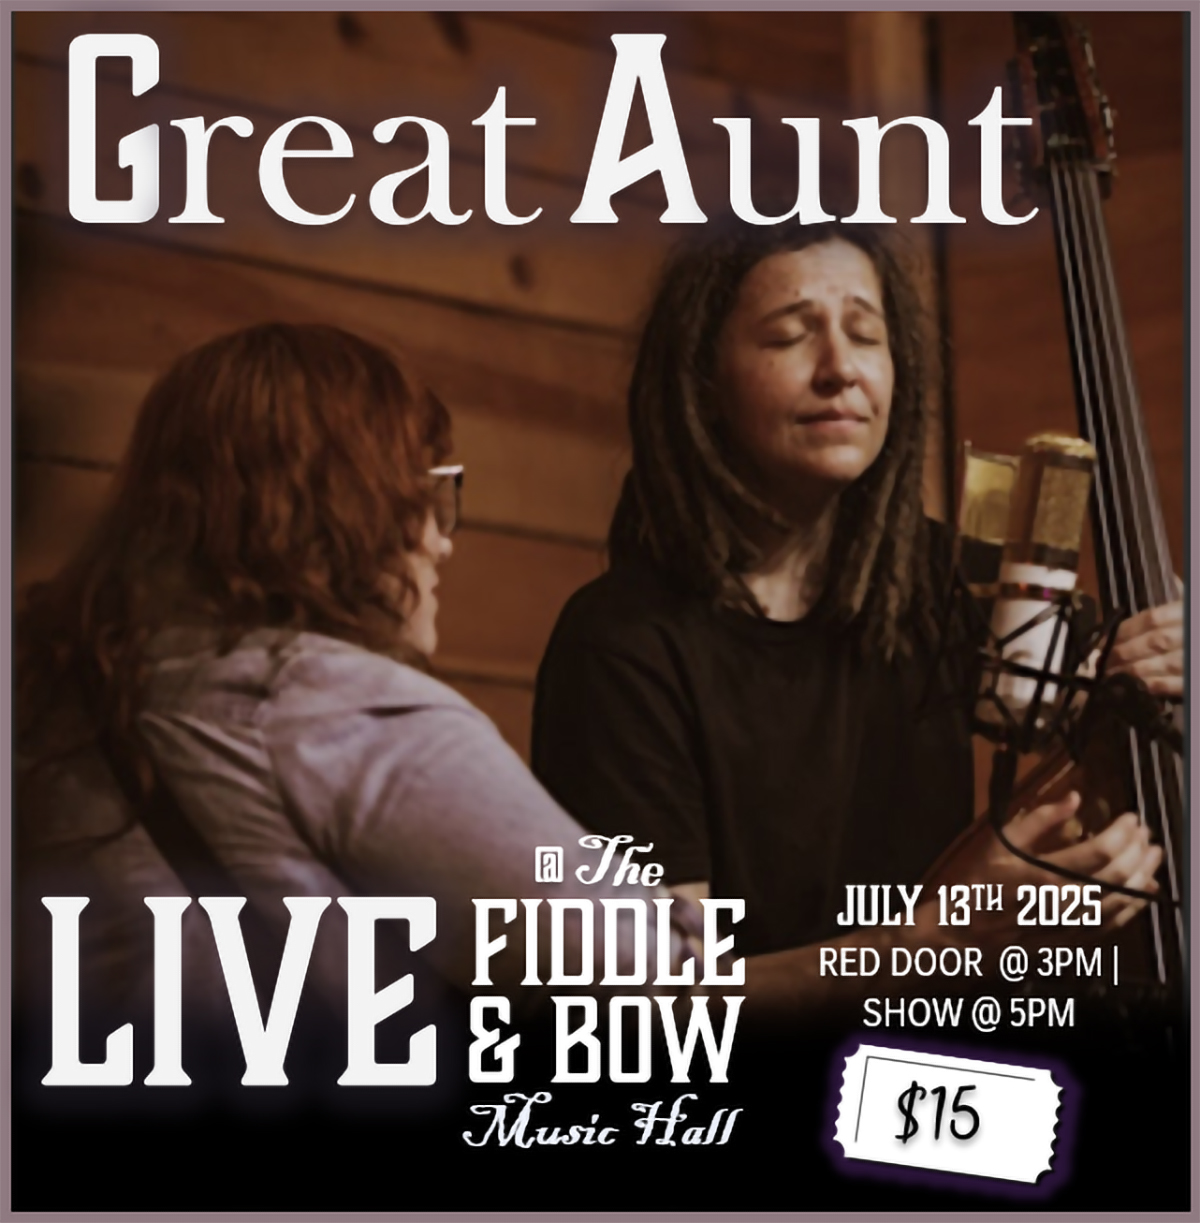 Great Aunt
LIVE
@ The
FIDDLE
& BOW
Music Hall
JULY 13TH 2025
RED DOOR @ 3PM |
SHOW @ 5PM
$15